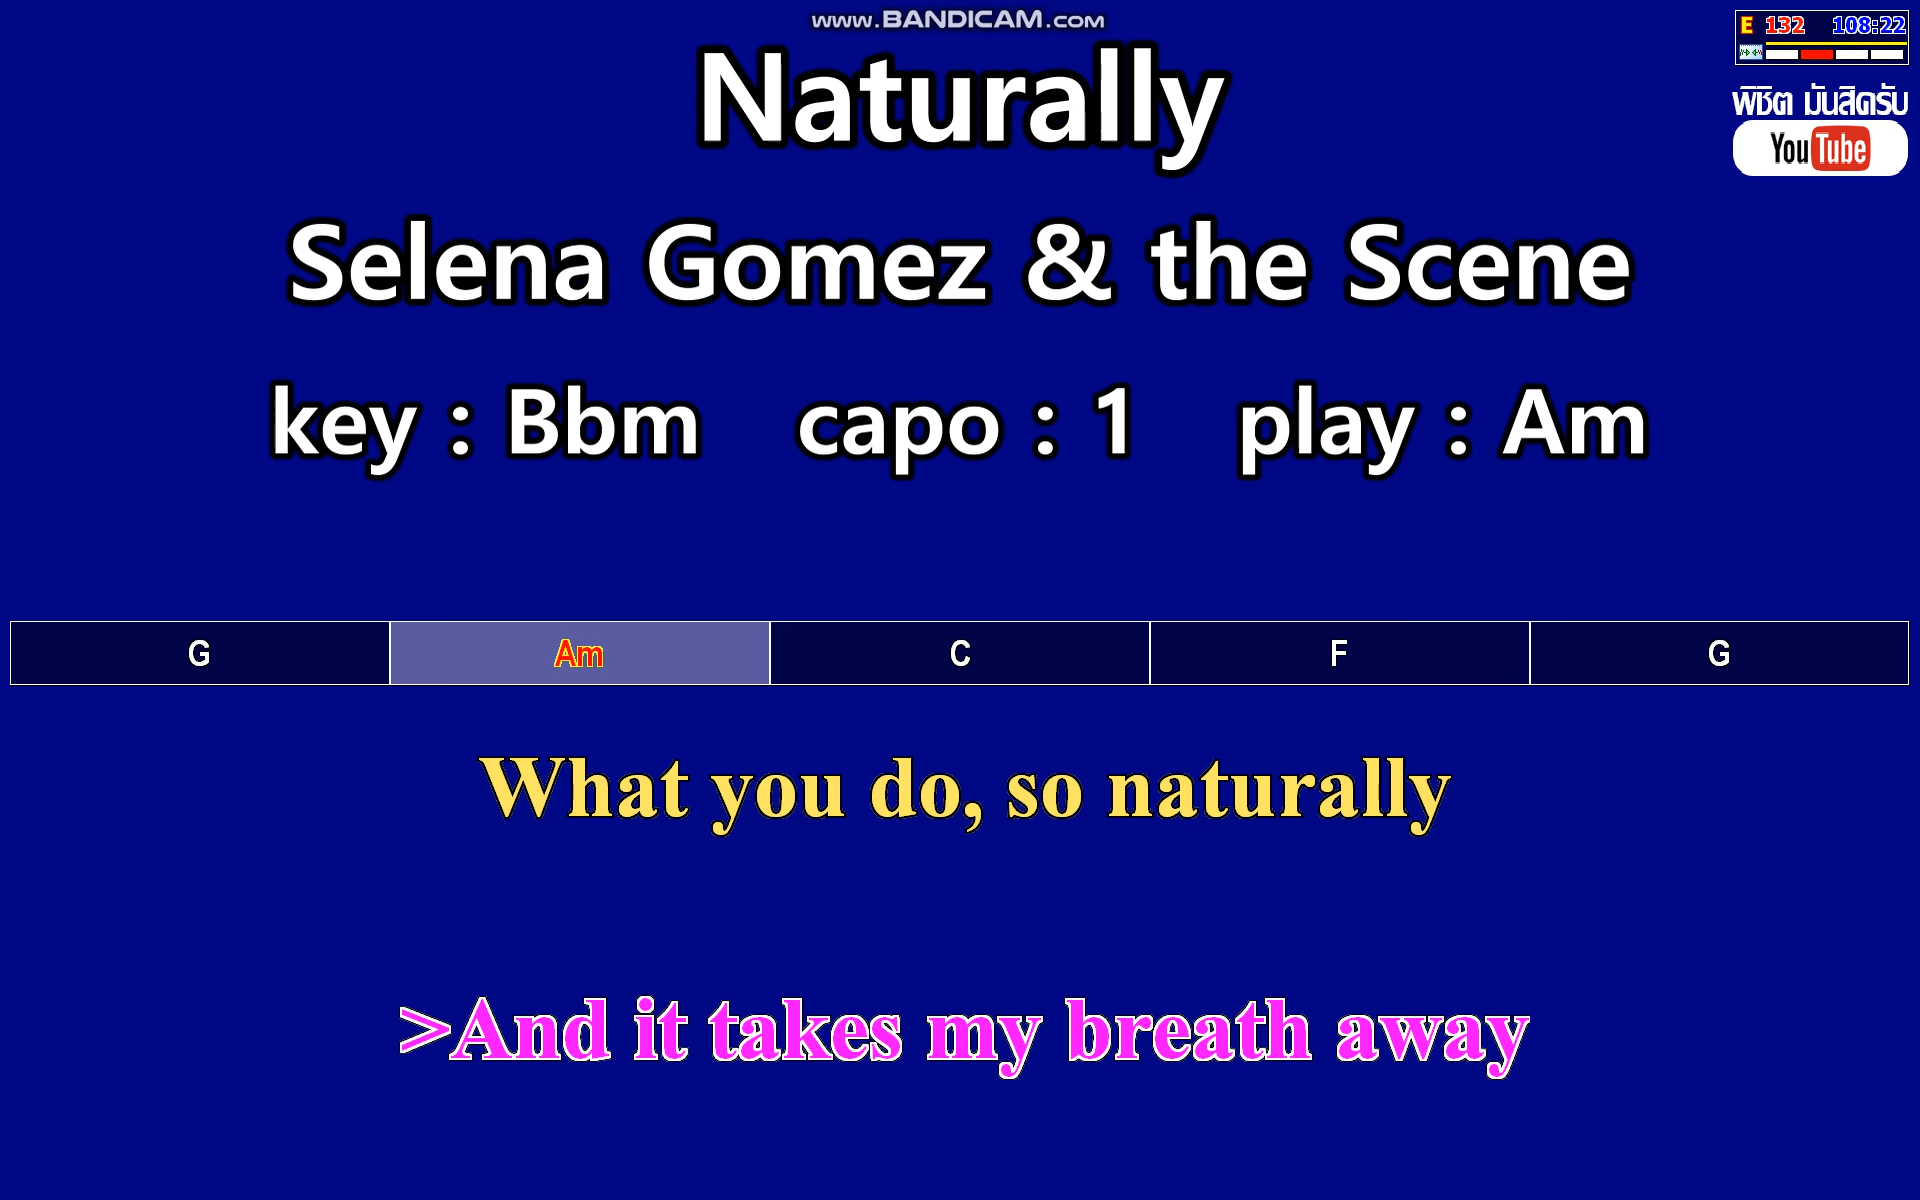 www.BANDICAM.com
E 132 108:22
Naturally
พิชิต มันสิครับ
YouTube
Selena Gomez & the Scene
key : Bbm capo : 1 play : Am
G Am C F G
What you do, so naturally
>And it takes my breath away